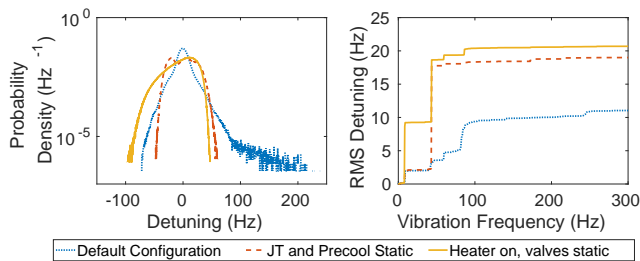 10^0
10^-5
Probability
Density (Hz^-1)
-100
0
100
200
Detuning (Hz)
25
20
15
10
5
0
RMS Detuning (Hz)
0
100
200
300
Vibration Frequency (Hz)
Default Configuration
JT and Precool Static
Heater on, valves static